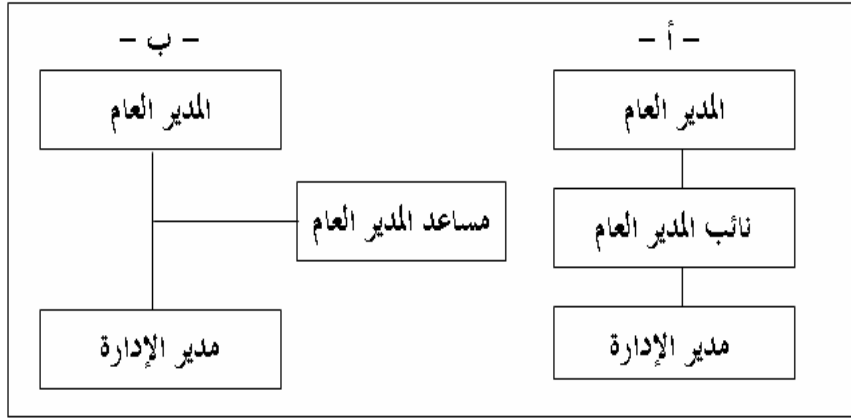 - أ -
المدير العام
نائب المدير العام
مدير الإدارة
- ب -
المدير العام
مساعد المدير العام
مدير الإدارة